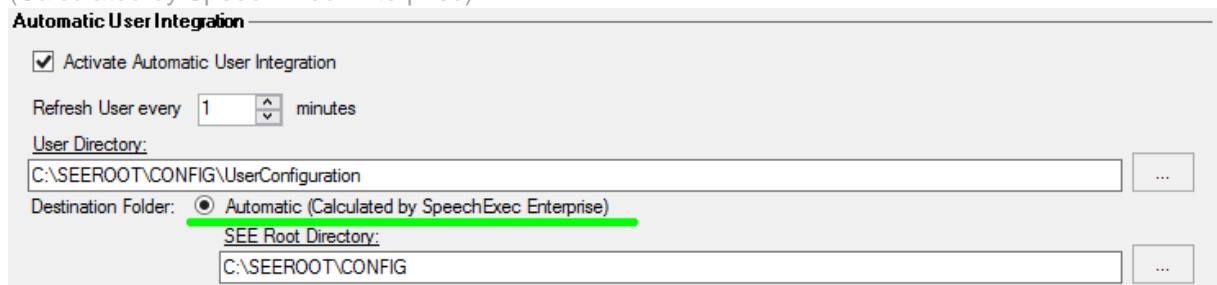 Automatic User Integration
Activate Automatic User Integration
Refresh User every 1 minutes
User Directory:
C:\SEEROOT\CONFIG\UserConfiguration ...
Destination Folder: Automatic (Calculated by SpeechExec Enterprise)
SEE Root Directory:
C:\SEEROOT\CONFIG ...